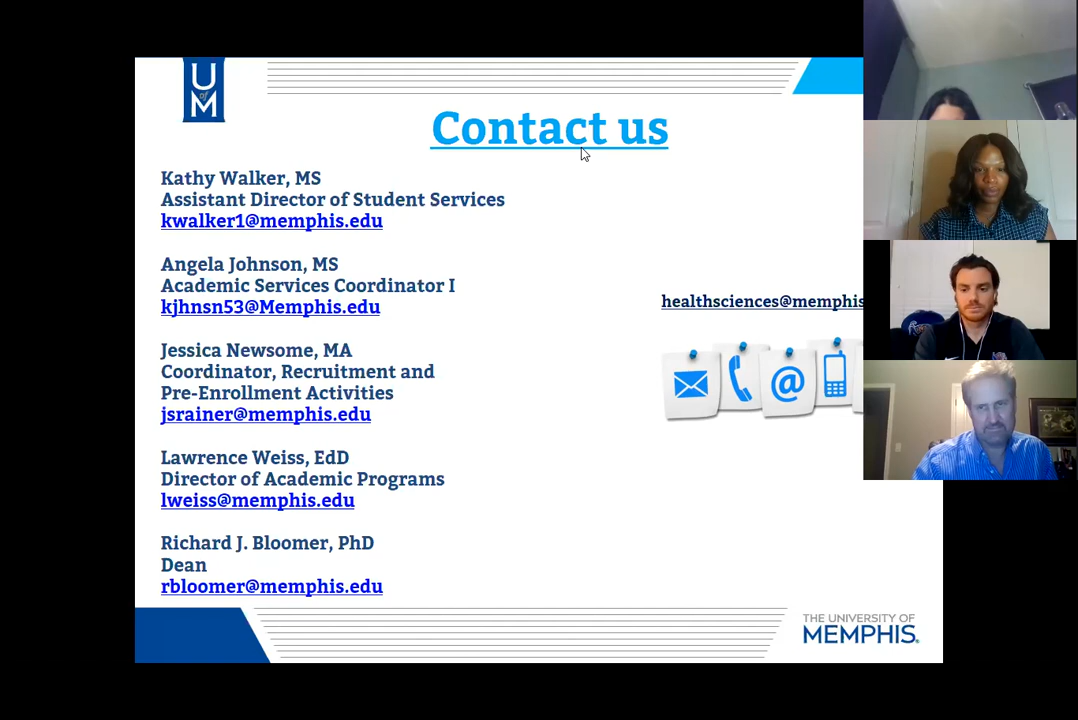 U
of
M
Contact us
Kathy Walker, MS
Assistant Director of Student Services
kwalker1@memphis.edu
Angela Johnson, MS
Academic Services Coordinator I
kjhnsn53@Memphis.edu
Jessica Newsome, MA
Coordinator, Recruitment and
Pre-Enrollment Activities
jsrainer@memphis.edu
Lawrence Weiss, EdD
Director of Academic Programs
lweiss@memphis.edu
Richard J. Bloomer, PhD
Dean
rbloomer@memphis.edu
healthsciences@memphis
@
THE UNIVERSITY OF
MEMPHIS.